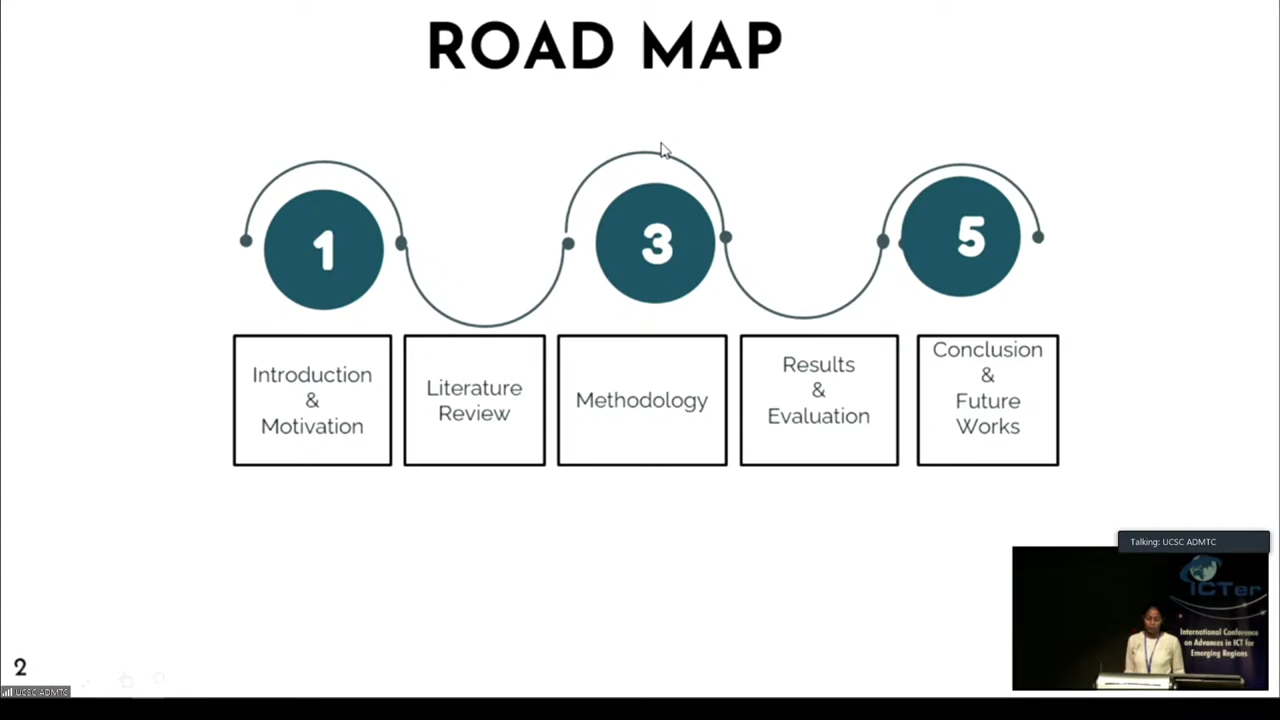 ROAD MAP
1
3
5
Introduction
&
Motivation
Literature
Review
Methodology
Results
&
Evaluation
Conclusion
&
Future
Works
Talking: UCSC ADMTC
ICTer
International Conference
on Advances in ICT for
Emerging Regions
2
UCSC ADMTC